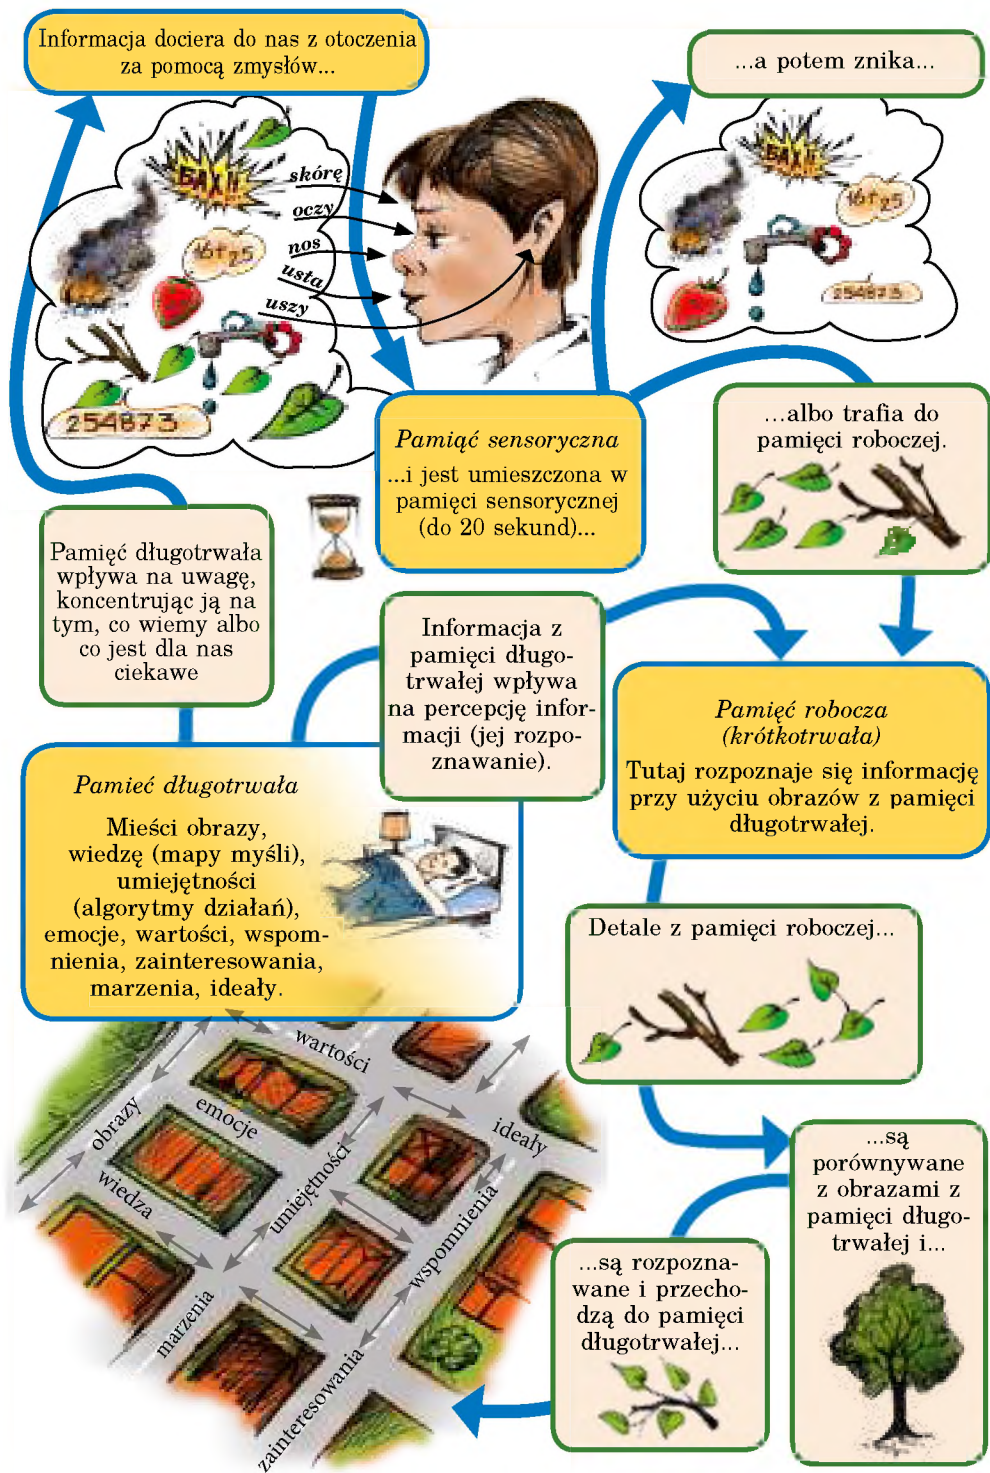 Informacja dociera do nas z otoczenia
za pomocą zmysłów...
...a potem znika...
BAX!!
skórę
oczy
nos
usta
uszy
16+25
254873
BAX!!
16+25
254873
Pamiąć sensoryczna
...i jest umieszczona w
pamięci sensorycznej
(do 20 sekund)...
...albo trafia do
pamięci roboczej.
Pamięć długotrwała
wpływa na uwagę,
koncentrując ją na
tym, co wiemy albo
co jest dla nas
ciekawe
Informacja z
pamięci długo-
trwałej wpływa
na percepcję infor-
macji (jej rozpo-
znawanie).
Pamięć robocza
(krótkotrwała)
Tutaj rozpoznaje się informację
przy użyciu obrazów z pamięci
długotrwałej.
Pamieć długotrwała
Mieści obrazy,
wiedzę (mapy myśli),
umiejętności
(algorytmy działań),
emocje, wartości, wspom-
nienia, zainteresowania,
marzenia, ideały.
Detale z pamięci roboczej...
wartości
obrazy
emocje
ideały
wiedza
umiejętności
wspomnienia
marzenia
zainteresowania
...są
porównywane
z obrazami z
pamięci długo-
trwałej i...
...są rozpozna-
wane i przecho-
dzą do pamięci
długotrwałej...